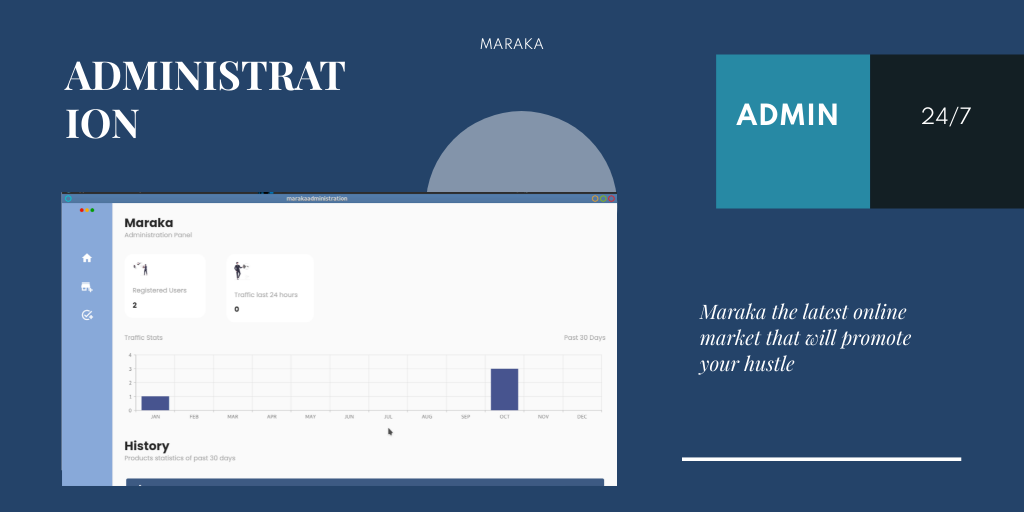 MARAKA
ADMINISTRAT
ION
ADMIN
24/7
marakaadministration
Maraka
Administration Panel
Registered Users
2
Traffic last 24 hours
0
Traffic Stats
Past 30 Days
4
3
2
1
0
JAN FEB MAR APR MAY JUN JUL AUG SEP OCT NOV DEC
History
Products statistics of past 30 days
Maraka the latest online
market that will promote
your hustle